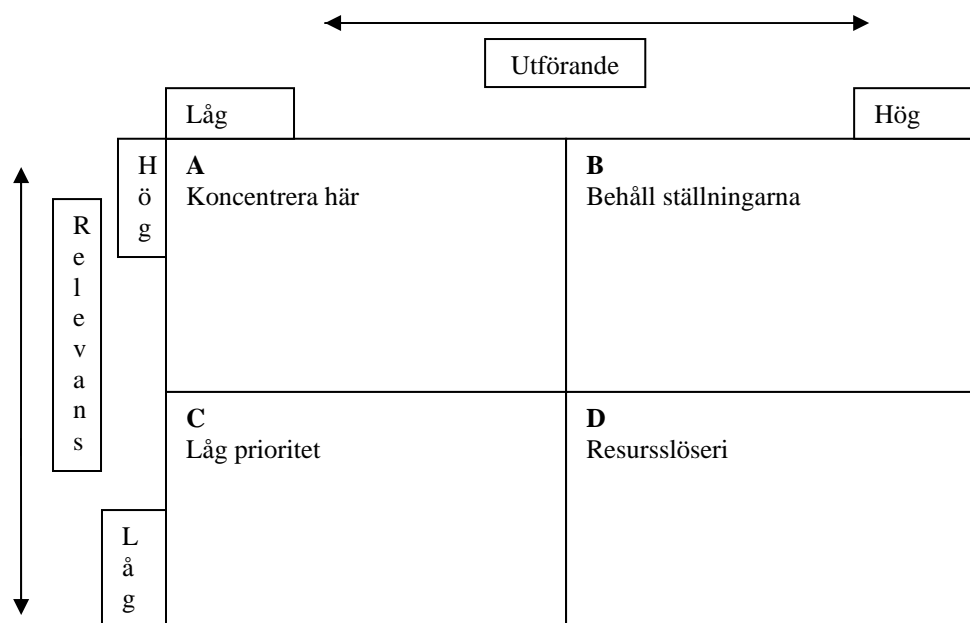 Utförande
Låg
Hög
Hög
A
Koncentrera här
B
Behåll ställningarna
Relevans
C
Låg prioritet
D
Resursslöseri
Låg